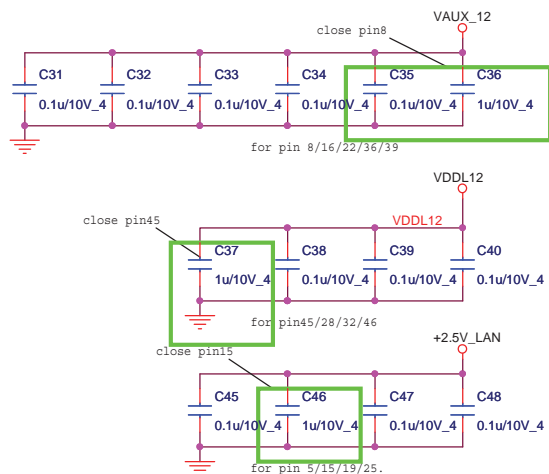 VAUX_12
close pin8
C31 C32 C33 C34 C35 C36
0.1u/10V_4 0.1u/10V_4 0.1u/10V_4 0.1u/10V_4 0.1u/10V_4 1u/10V_4
for pin 8/16/22/36/39
VDDL12
close pin45
VDDL12
C37 C38 C39 C40
1u/10V_4 0.1u/10V_4 0.1u/10V_4 0.1u/10V_4
for pin45/28/32/46
+2.5V_LAN
close pin15
C45 C46 C47 C48
0.1u/10V_4 1u/10V_4 0.1u/10V_4 0.1u/10V_4
for pin 5/15/19/25.